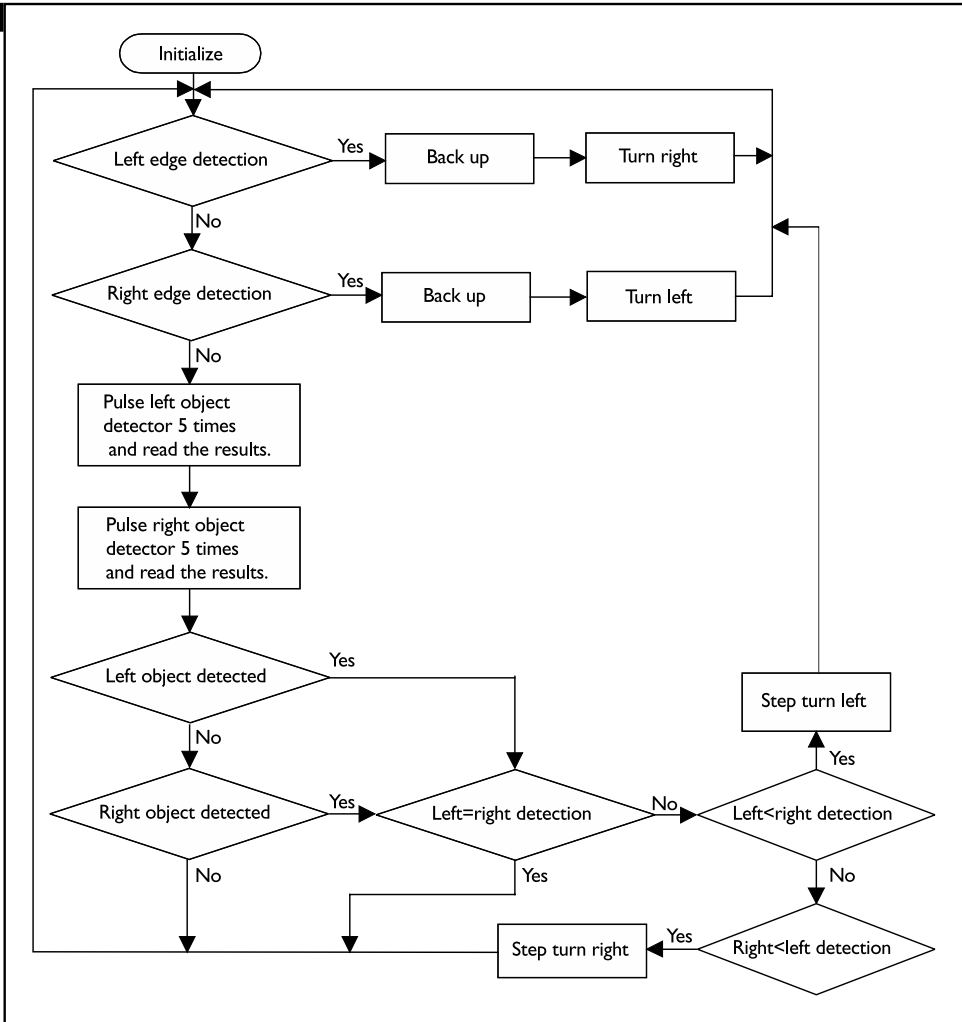 Initialize
Left edge detection
Yes
Back up
Turn right
No
Right edge detection
Yes
Back up
Turn left
No
Pulse left object
detector 5 times
and read the results.
Pulse right object
detector 5 times
and read the results.
Left object detected
Yes
No
Step turn left
Yes
Right object detected
Yes
Left=right detection
No
Left<right detection
No
Yes
No
Step turn right
Yes
Right<left detection